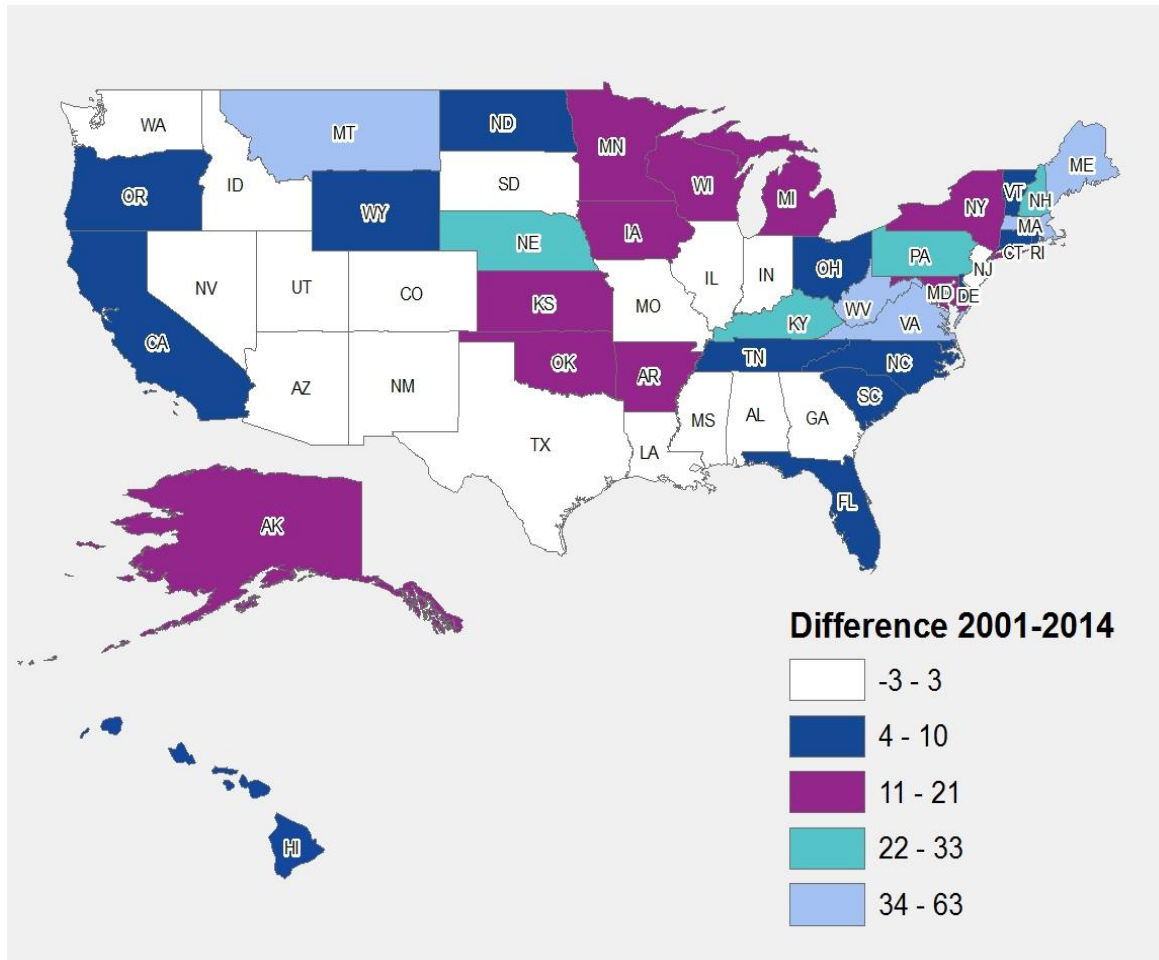 WA
MT
ND
MN
ME
OR
ID
SD
WI
MI
VT
NH
NY
WY
MA
IA
CT
RI
NE
PA
NV
UT
CO
IL
IN
OH
NJ
MD
DE
MO
WV
KS
VA
CA
KY
TN
NC
AZ
NM
OK
AR
SC
MS
AL
GA
TX
LA
FL
AK
HI
Difference 2001-2014
-3 - 3
4 - 10
11 - 21
22 - 33
34 - 63